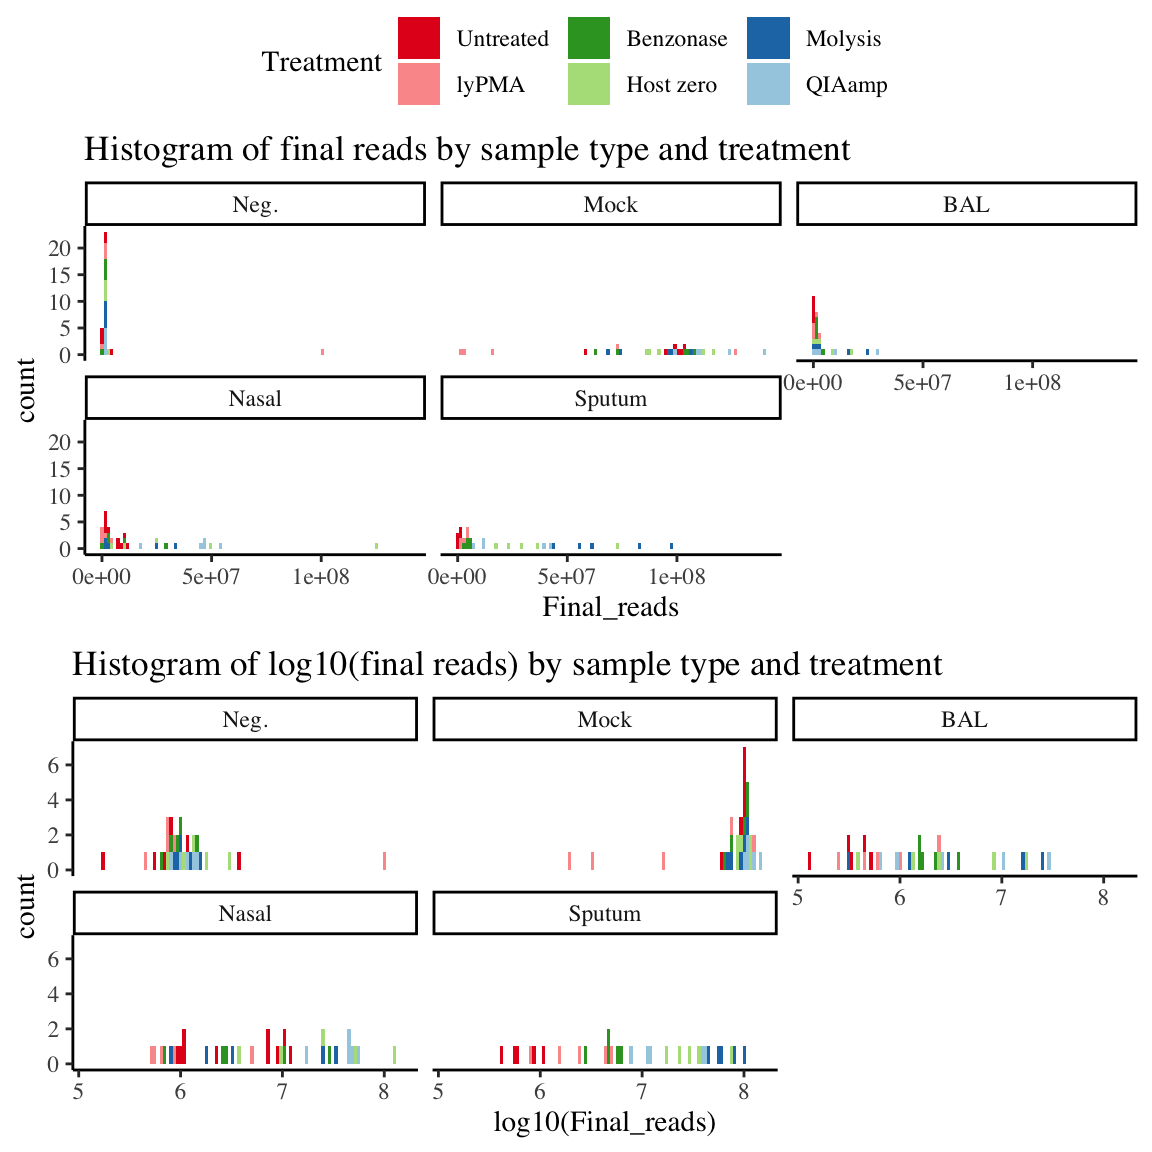 Treatment
Untreated
Benzonase
Molysis
lyPMA
Host zero
QIAamp
Histogram of final reads by sample type and treatment
Neg.
Mock
BAL
20
15
10
5
0
0e+00
5e+07
1e+08
count
Nasal
Sputum
20
15
10
5
0
0e+00
5e+07
1e+08
0e+00
5e+07
1e+08
Final_reads
Histogram of log10(final reads) by sample type and treatment
Neg.
Mock
BAL
6
4
2
0
5
6
7
8
count
Nasal
Sputum
6
4
2
0
5
6
7
8
5
6
7
8
log10(Final_reads)